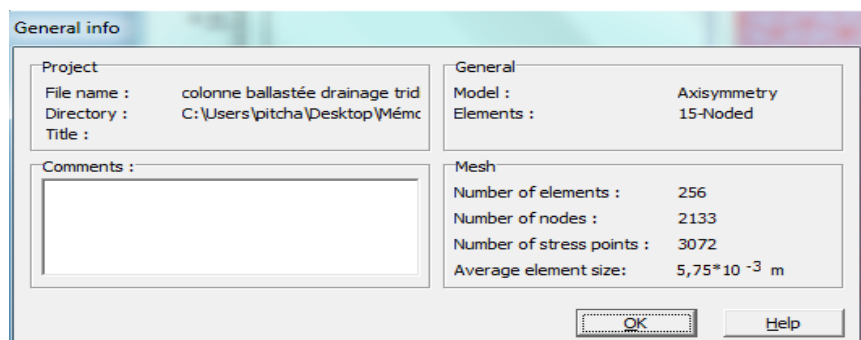 General info
Project
File name : colonne ballastée drainage trid
Directory : C:\Users\pitcha\Desktop\Mémc
Title :
General
Model : Axisymmetry
Elements : 15-Noded
Comments :
Mesh
Number of elements : 256
Number of nodes : 2133
Number of stress points : 3072
Average element size: 5,75*10 -3 m
OK
Help